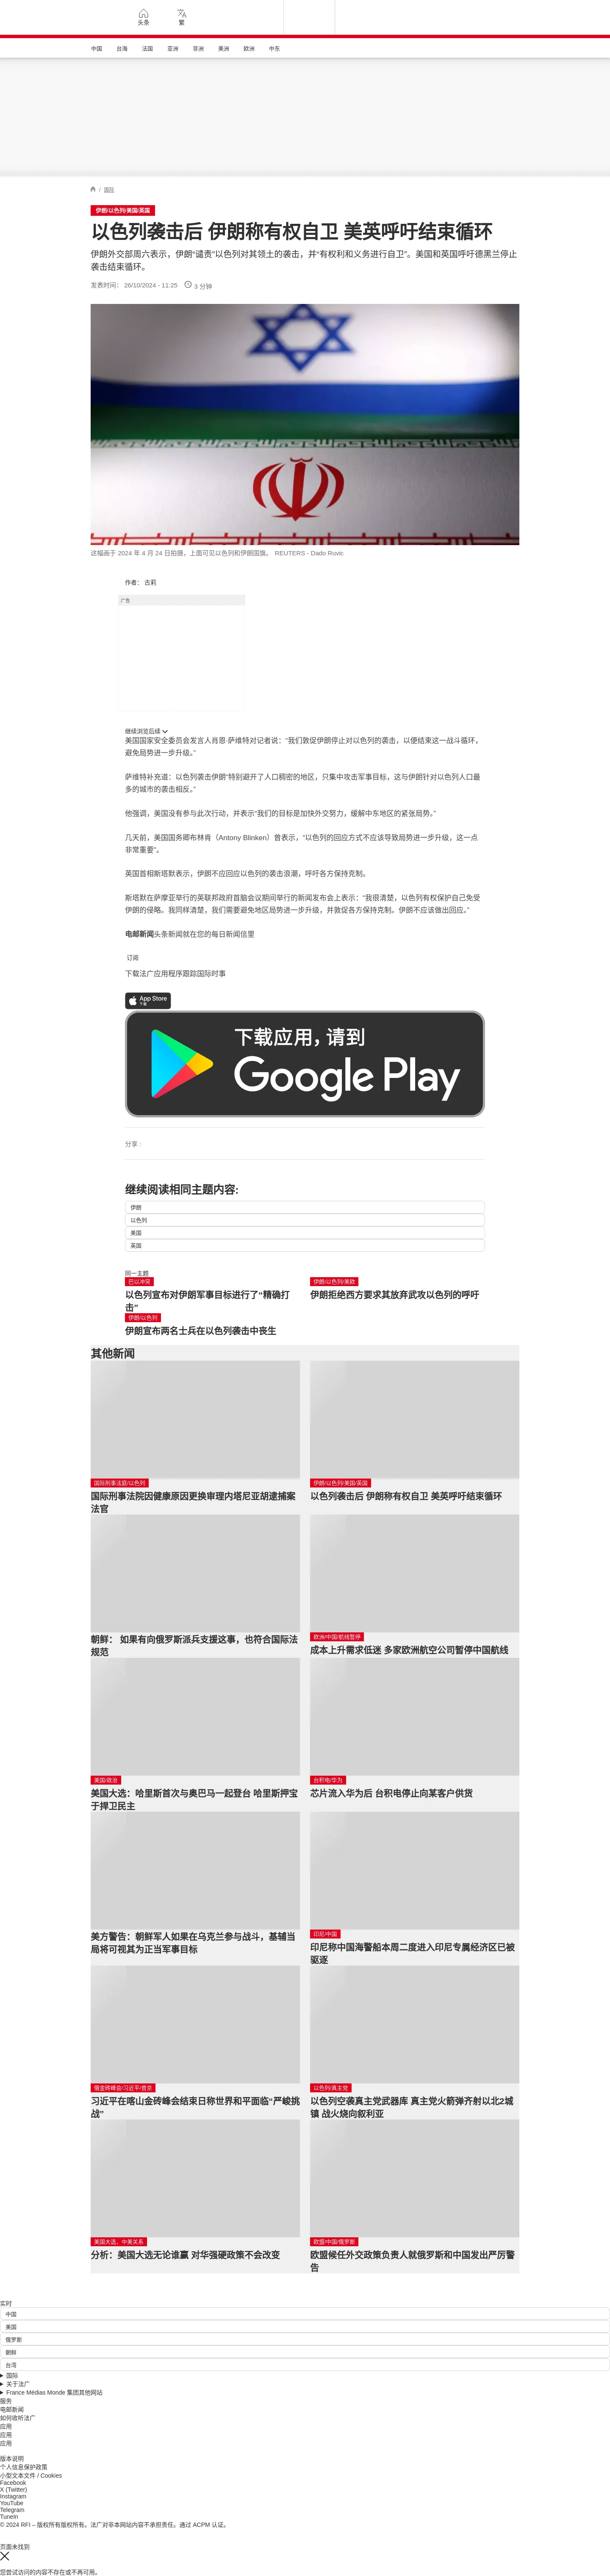 头条
繁
中国 台海 法国 亚洲 非洲 美洲 欧洲 中东
/ 国际
伊朗/以色列/美国/英国
以色列袭击后 伊朗称有权自卫 美英呼吁结束循环
伊朗外交部周六表示，伊朗“谴责”以色列对其领土的袭击，并“有权利和义务进行自卫”。美国和英国呼吁德黑兰停止
袭击结束循环。
发表时间： 26/10/2024 - 11:25 3 分钟
这幅画于 2024 年 4 月 24 日拍摄，上面可见以色列和伊朗国旗。 REUTERS - Dado Ruvic
作者： 古莉
广告
继续浏览后续
美国国家安全委员会发言人肖恩·萨维特对记者说：“我们敦促伊朗停止对以色列的袭击，以便结束这一战斗循环，
避免局势进一步升级。”
萨维特补充道：以色列袭击伊朗“特别避开了人口稠密的地区，只集中攻击军事目标，这与伊朗针对以色列人口最
多的城市的袭击相反。”
他强调，美国没有参与此次行动，并表示“我们的目标是加快外交努力，缓解中东地区的紧张局势。”
几天前，美国国务卿布林肯（Antony Blinken）曾表示，“以色列的回应方式不应该导致局势进一步升级，这一点
非常重要”。
英国首相斯塔默表示，伊朗不应回应以色列的袭击浪潮，呼吁各方保持克制。
斯塔默在萨摩亚举行的英联邦政府首脑会议期间举行的新闻发布会上表示：“我很清楚，以色列有权保护自己免受
伊朗的侵略。我同样清楚，我们需要避免地区局势进一步升级，并敦促各方保持克制。伊朗不应该做出回应。”
电邮新闻头条新闻就在您的每日新闻信里
订阅
下载法广应用程序跟踪国际时事
App Store
下载
下载应用，请到
Google Play
分享 :
继续阅读相同主题内容:
伊朗
以色列
美国
英国
同一主题
巴以冲突
以色列宣布对伊朗军事目标进行了“精确打
击”
伊朗/以色列/美欧
伊朗拒绝西方要求其放弃武攻以色列的呼吁
伊朗/以色列
伊朗宣布两名士兵在以色列袭击中丧生
其他新闻
国际刑事法庭/以色列
国际刑事法院因健康原因更换审理内塔尼亚胡逮捕案
法官
伊朗/以色列/美国/英国
以色列袭击后 伊朗称有权自卫 美英呼吁结束循环
朝鲜： 如果有向俄罗斯派兵支援这事，也符合国际法
规范
欧洲/中国/航线暂停
成本上升需求低迷 多家欧洲航空公司暂停中国航线
美国/政治
美国大选：哈里斯首次与奥巴马一起登台 哈里斯押宝
于捍卫民主
台积电/华为
芯片流入华为后 台积电停止向某客户供货
美方警告：朝鲜军人如果在乌克兰参与战斗，基辅当
局将可视其为正当军事目标
印尼/中国
印尼称中国海警船本周二度进入印尼专属经济区已被
驱逐
俄金砖峰会/习近平/普京
习近平在喀山金砖峰会结束日称世界和平面临“严峻挑
战”
以色列/真主党
以色列空袭真主党武器库 真主党火箭弹齐射以北2城
镇 战火烧向叙利亚
美国大选、中美关系
分析：美国大选无论谁赢 对华强硬政策不会改变
欧盟/中国/俄罗斯
欧盟候任外交政策负责人就俄罗斯和中国发出严厉警
告
实时
中国
美国
俄罗斯
朝鲜
台湾
国际
关于法广
France Médias Monde 集团其他网站
服务
电邮新闻
如何收听法广
应用
应用
应用
版本说明
个人信息保护政策
小型文本文件 / Cookies
Facebook
X (Twitter)
Instagram
YouTube
Telegram
TuneIn
© 2024 RFI – 版权所有版权所有。法广对非本网站内容不承担责任。通过 ACPM 认证。
页面未找到
您尝试访问的内容不存在或不再可用。